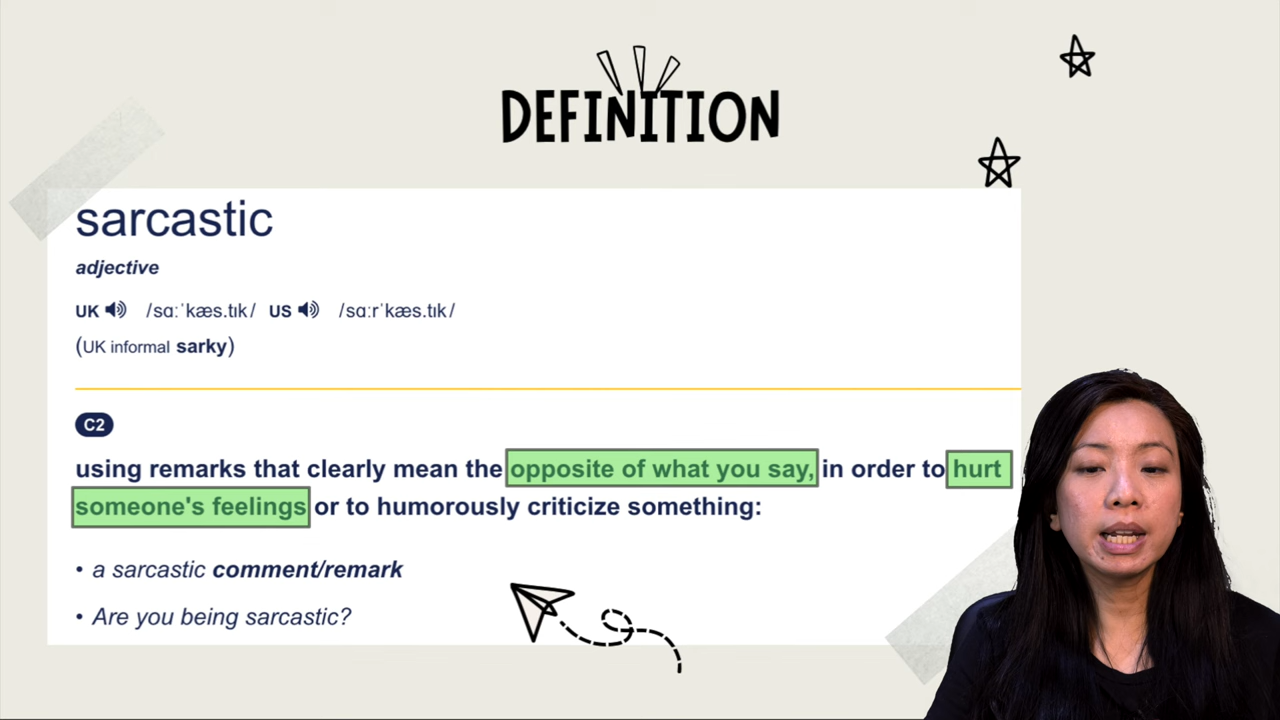 DEFINITION
sarcastic
adjective
UK /sɑːˈkæs.tɪk/ US /sɑːrˈkæs.tɪk/
(UK informal sarky)
C2
using remarks that clearly mean the opposite of what you say, in order to hurt
someone's feelings or to humorously criticize something:
• a sarcastic comment/remark
• Are you being sarcastic?